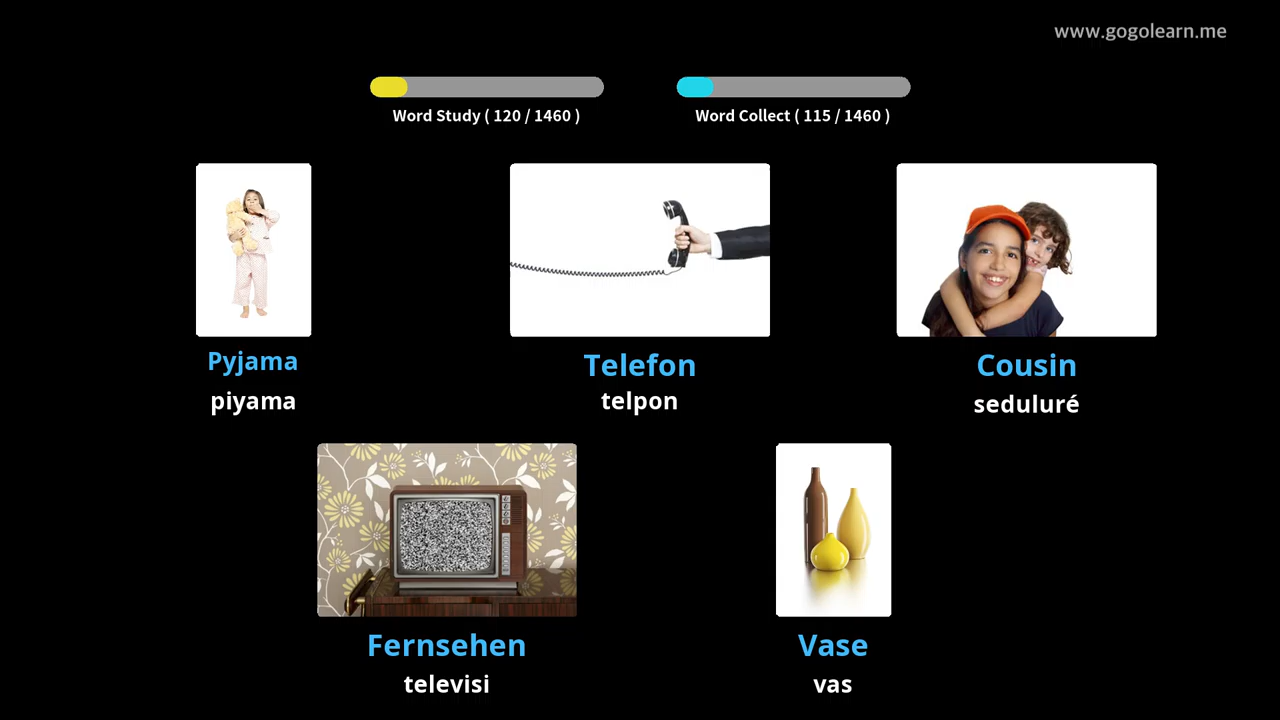 www.gogolearn.me
Word Study ( 120 / 1460 )
Word Collect ( 115 / 1460 )
Pyjama
piyama
Telefon
telpon
Cousin
seduluré
Fernsehen
televisi
Vase
vas